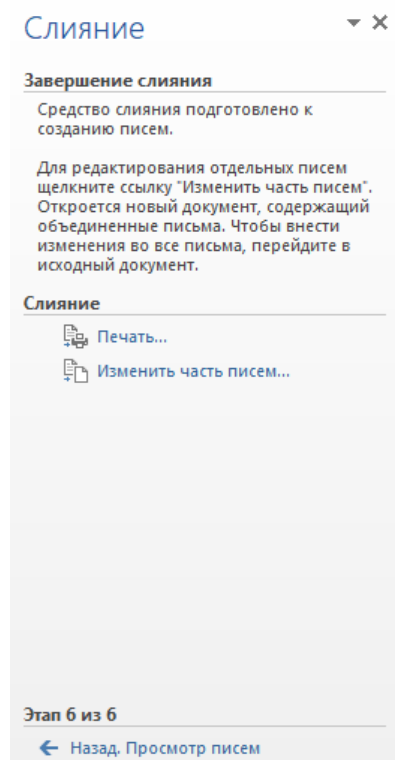 Слияние
Завершение слияния
Средство слияния подготовлено к
созданию писем.
Для редактирования отдельных писем
щелкните ссылку "Изменить часть писем".
Откроется новый документ, содержащий
объединенные письма. Чтобы внести
изменения во все письма, перейдите в
исходный документ.
Слияние
Печать...
Изменить часть писем...
Этап 6 из 6
Назад. Просмотр писем